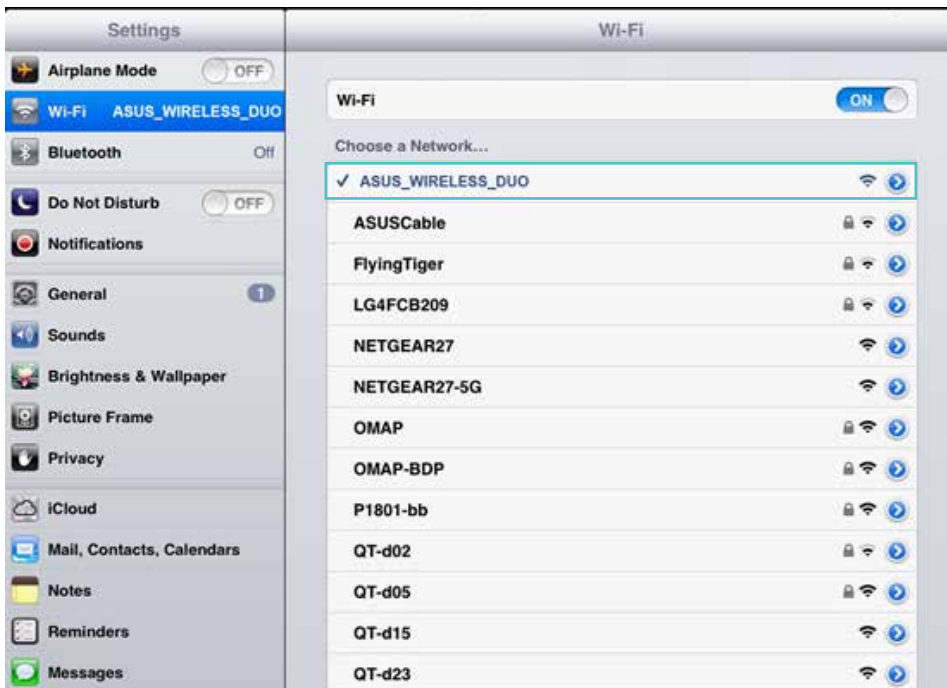 Settings
Airplane Mode OFF
Wi-Fi ASUS_WIRELESS_DUO
Bluetooth Off
Do Not Disturb OFF
Notifications
General 1
Sounds
Brightness & Wallpaper
Picture Frame
Privacy
iCloud
Mail, Contacts, Calendars
Notes
Reminders
Messages
Wi-Fi
Wi-Fi ON
Choose a Network...
✓ ASUS_WIRELESS_DUO
ASUSCable
FlyingTiger
LG4FCB209
NETGEAR27
NETGEAR27-5G
OMAP
OMAP-BDP
P1801-bb
QT-d02
QT-d05
QT-d15
QT-d23